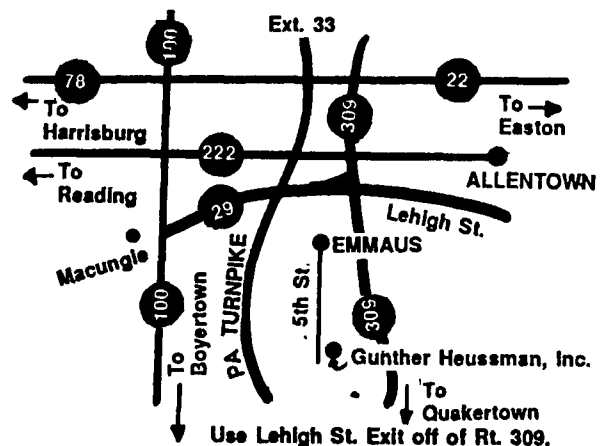 Ext. 33
100
78
22
To
Harrisburg
309
To
Easton
222
To
Reading
ALLENTOWN
29
Lehigh St.
Macungie
EMMAUS
PA TURNPIKE
5th St.
100
To
Boyertown
309
Gunther Heussman, Inc.
To
Quakertown
Use Lehigh St. Exit off of Rt. 309.